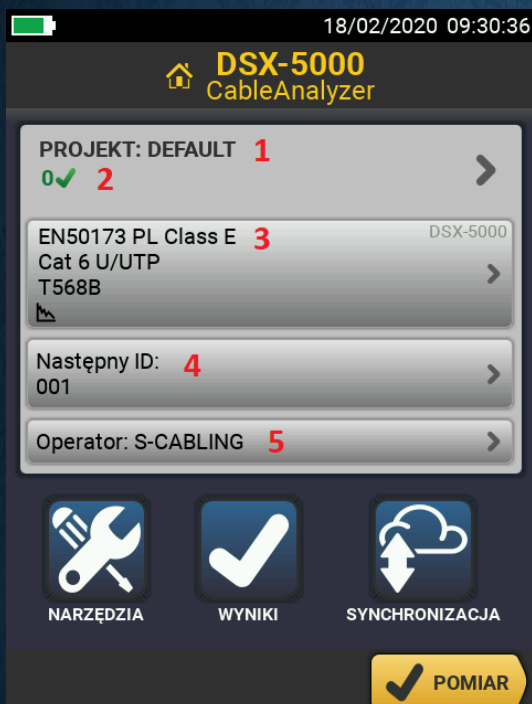 18/02/2020 09:30:36
DSX-5000
CableAnalyzer
PROJEKT: DEFAULT 1
0✓ 2
EN50173 PL Class E 3 DSX-5000
Cat 6 U/UTP
T568B
Następny ID: 4
001
Operator: S-CABLING 5
NARZĘDZIA WYNIKI SYNCHRONIZACJA
POMIAR